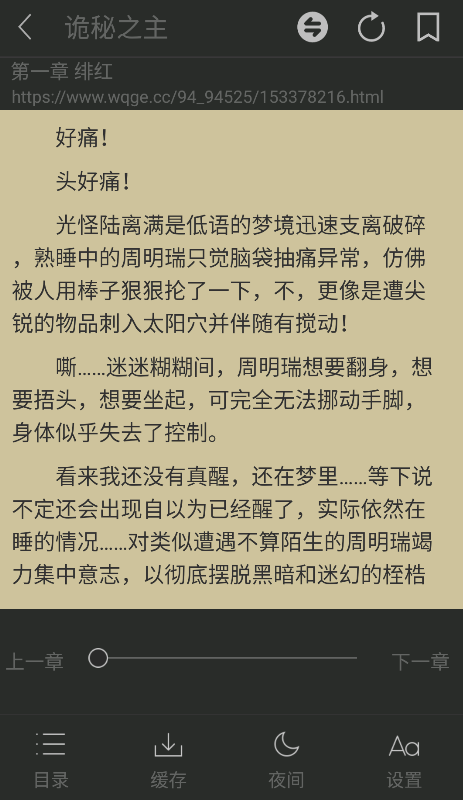 诡秘之主
第一章 绯红
https://www.wqge.cc/94_94525/153378216.html
好痛！
头好痛！
光怪陆离满是低语的梦境迅速支离破碎
，熟睡中的周明瑞只觉脑袋抽痛异常，仿佛
被人用棒子狠狠抡了一下，不，更像是遭尖
锐的物品刺入太阳穴并伴随有搅动！
嘶……迷迷糊糊间，周明瑞想要翻身，想
要捂头，想要坐起，可完全无法挪动手脚，
身体似乎失去了控制。
看来我还没有真醒，还在梦里……等下说
不定还会出现自以为已经醒了，实际依然在
睡的情况……对类似遭遇不算陌生的周明瑞竭
力集中意志，以彻底摆脱黑暗和迷幻的桎梏
上一章 下一章
目录 缓存 夜间 设置